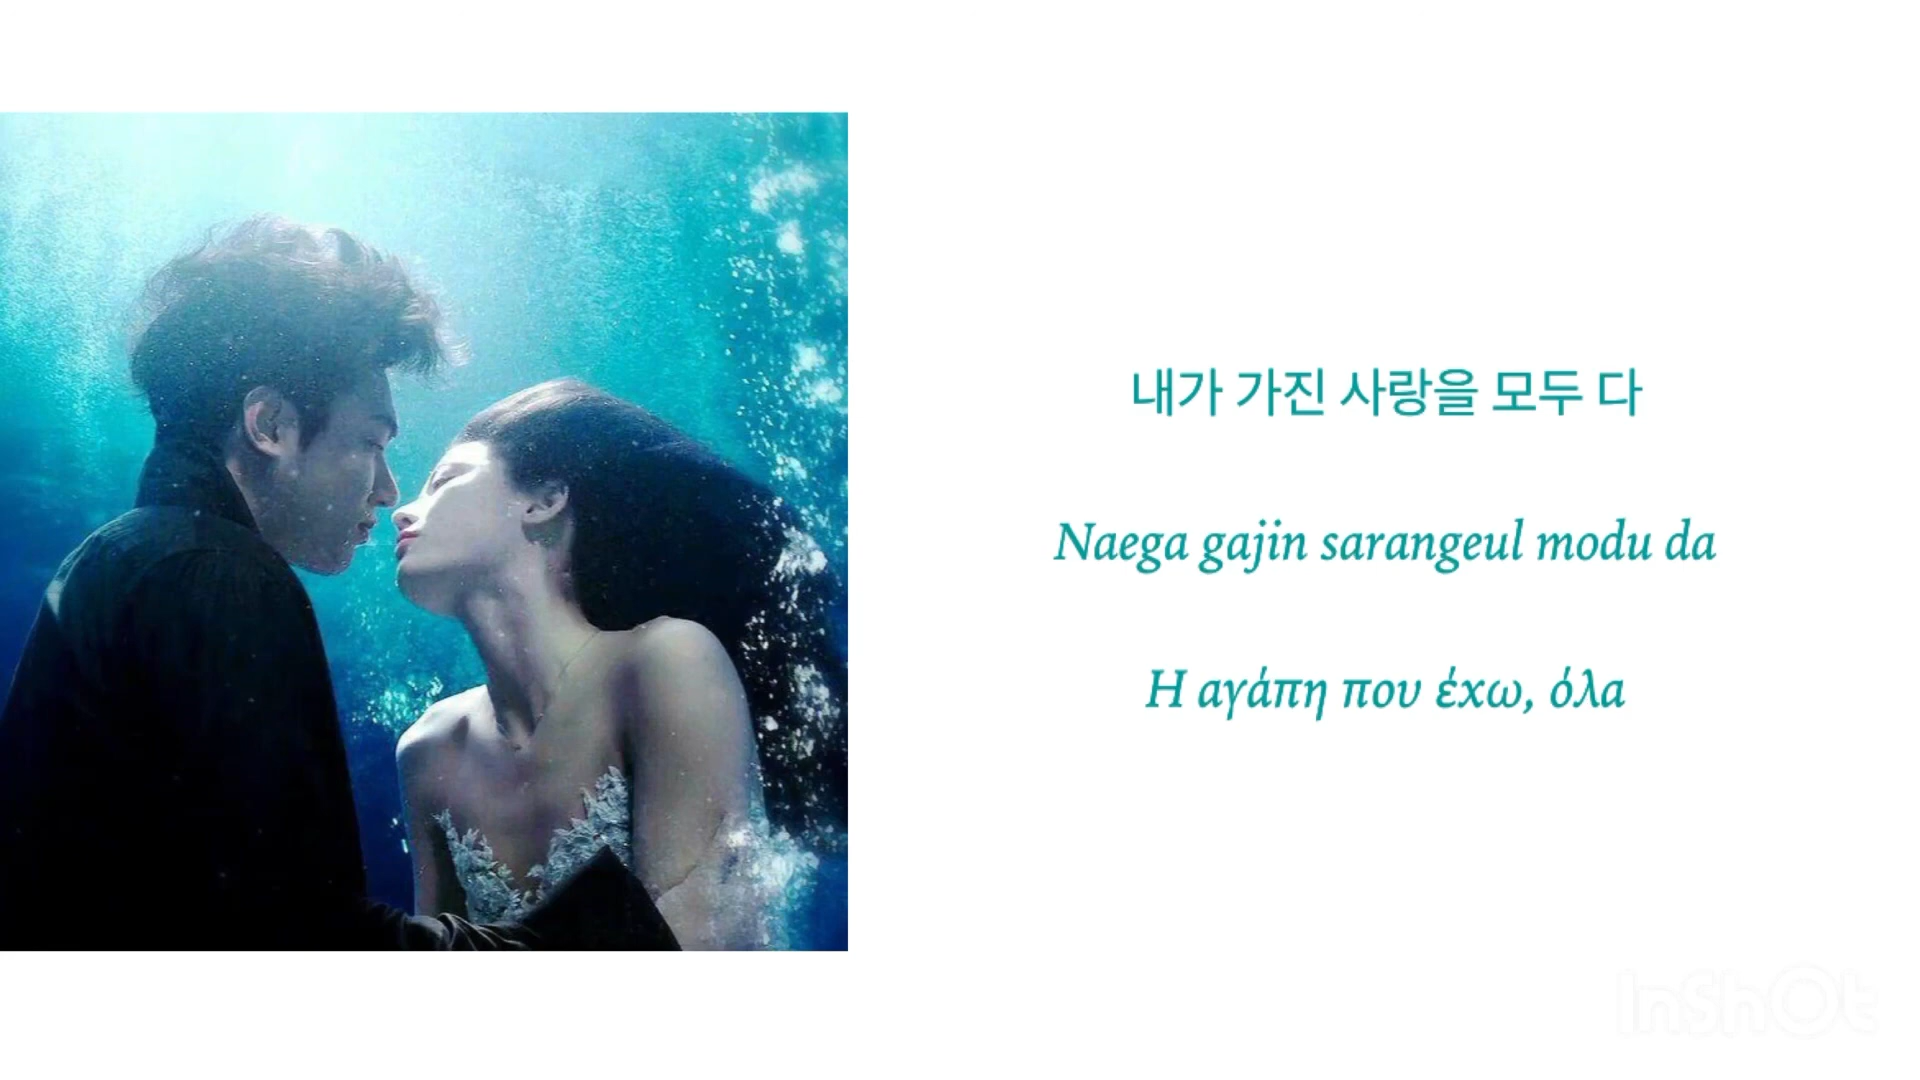 내가 가진 사랑을 모두 다
Naega gajin sarangeul modu da
Η αγάπη που έχω, όλα
InShOt